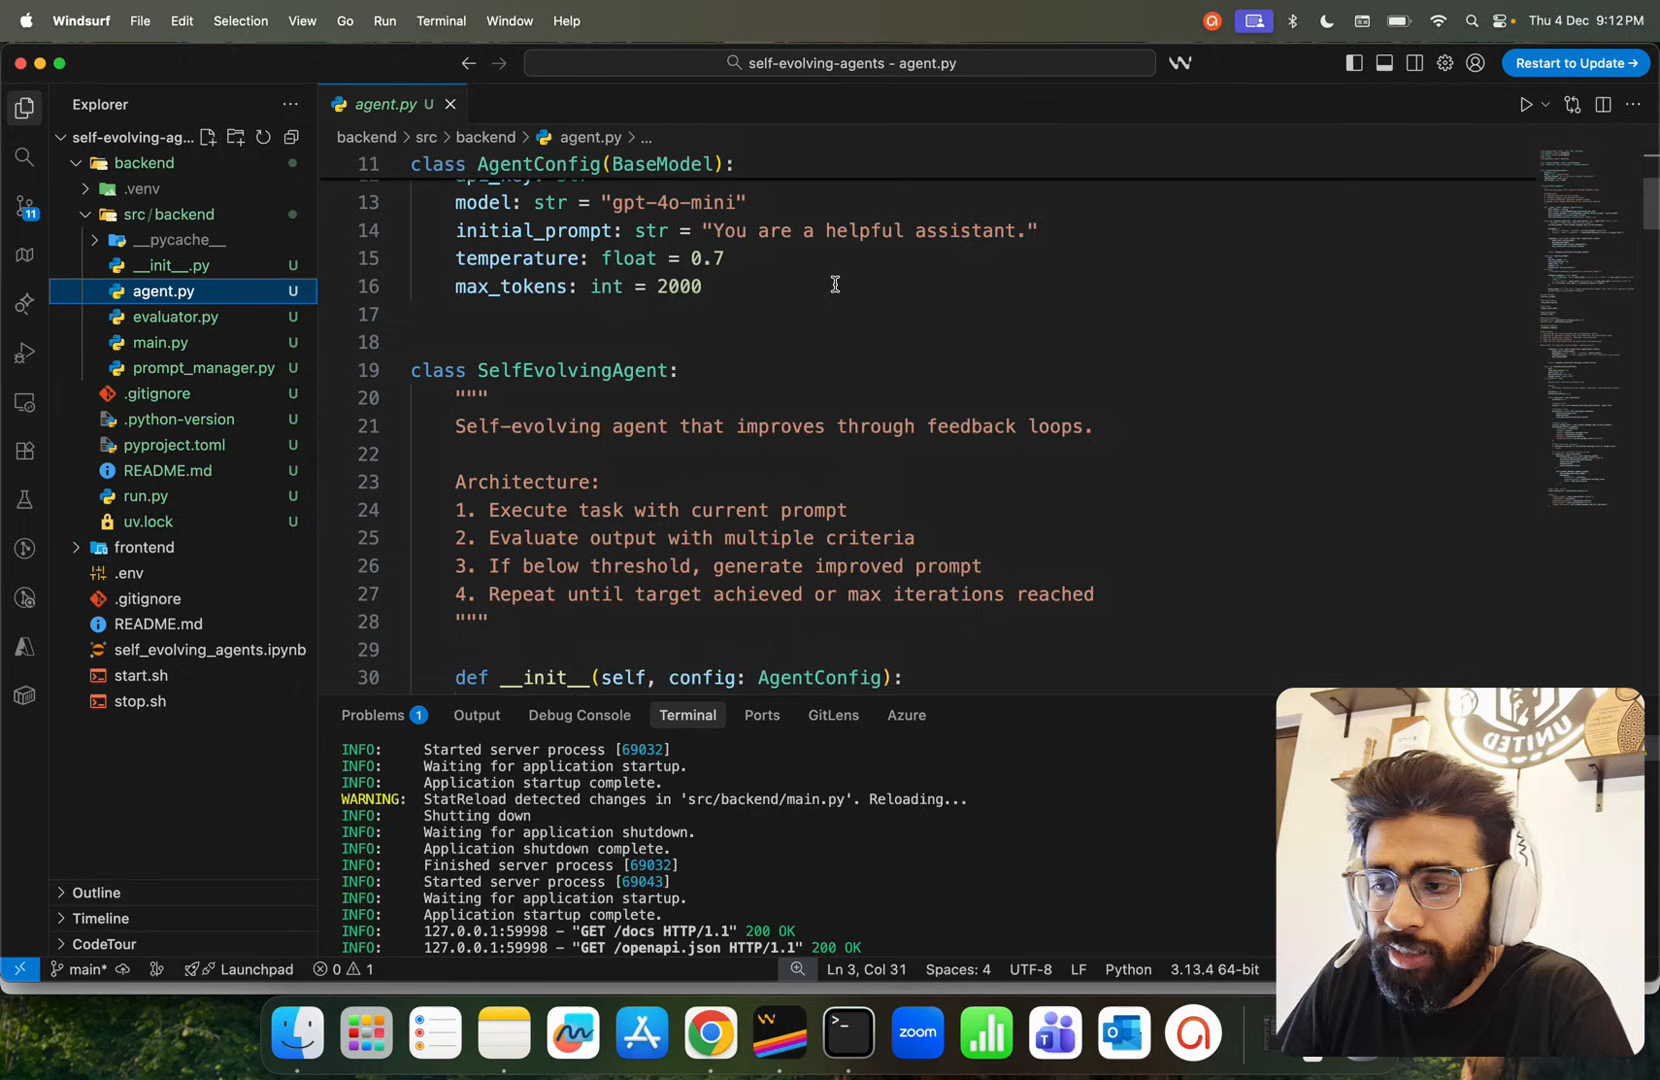 Windsurf File Edit Selection View Go Run Terminal Window Help
Thu 4 Dec 9:12 PM
self-evolving-agents - agent.py
Restart to Update →
Explorer
self-evolving-ag...
backend
.venv
src/backend
__pycache__
__init__.py U
agent.py U
evaluator.py U
main.py U
prompt_manager.py U
.gitignore U
.python-version U
pyproject.toml U
README.md U
run.py U
uv.lock U
frontend
.env
.gitignore
README.md
self_evolving_agents.ipynb
start.sh
stop.sh
Outline
Timeline
CodeTour
11
agent.py U
backend > src > backend > agent.py > ...
11 class AgentConfig(BaseModel):
13 model: str = "gpt-4o-mini"
14 initial_prompt: str = "You are a helpful assistant."
15 temperature: float = 0.7
16 max_tokens: int = 2000
17
18
19 class SelfEvolvingAgent:
20 """
21 Self-evolving agent that improves through feedback loops.
22
23 Architecture:
24 1. Execute task with current prompt
25 2. Evaluate output with multiple criteria
26 3. If below threshold, generate improved prompt
27 4. Repeat until target achieved or max iterations reached
28 """
29
30 def __init__(self, config: AgentConfig):
Problems 1 Output Debug Console Terminal Ports GitLens Azure
INFO: Started server process [69032]
INFO: Waiting for application startup.
INFO: Application startup complete.
WARNING: StatReload detected changes in 'src/backend/main.py'. Reloading...
INFO: Shutting down
INFO: Waiting for application shutdown.
INFO: Application shutdown complete.
INFO: Finished server process [69032]
INFO: Started server process [69043]
INFO: Waiting for application startup.
INFO: Application startup complete.
INFO: 127.0.0.1:59998 - "GET /docs HTTP/1.1" 200 OK
INFO: 127.0.0.1:59998 - "GET /openapi.json HTTP/1.1" 200 OK
main* Launchpad 0 1 Ln 3, Col 31 Spaces: 4 UTF-8 LF Python 3.13.4 64-bit
UNITED
zoom